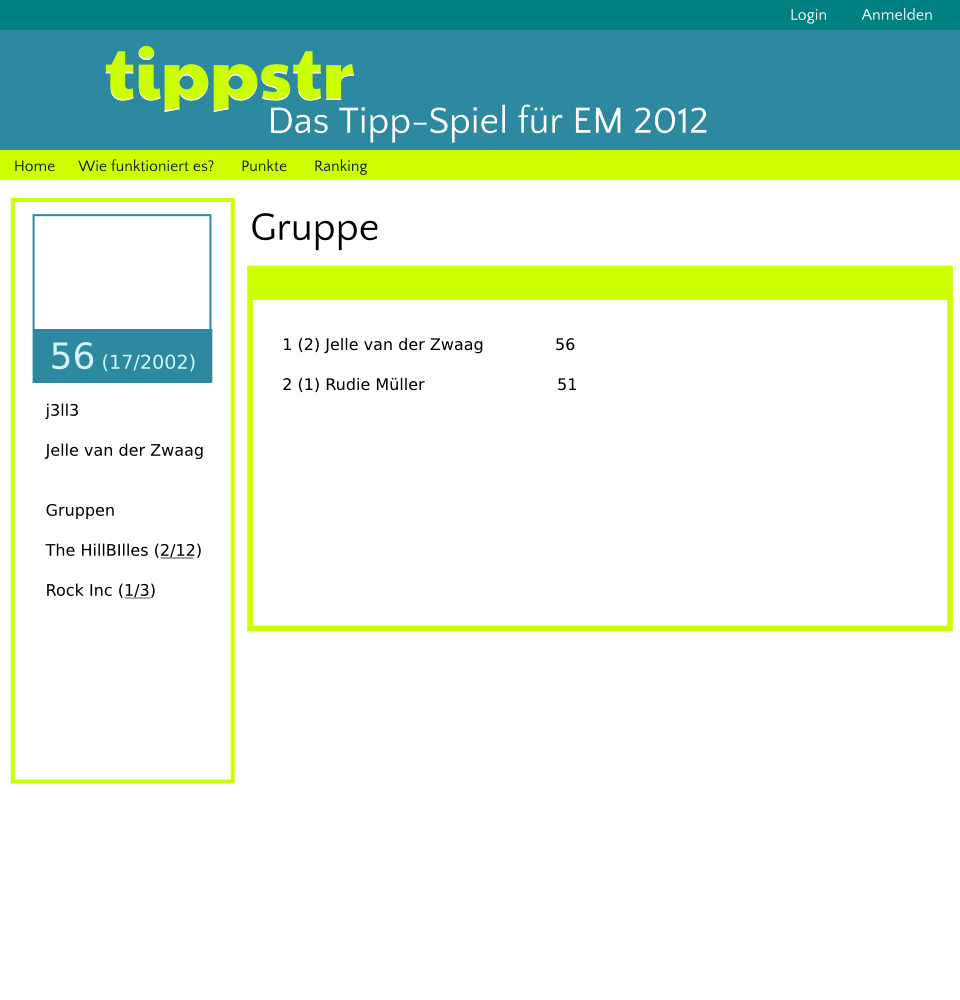 Login Anmelden
tippstr
Das Tipp-Spiel für EM 2012
Home Wie funktioniert es? Punkte Ranking
56 (17/2002)
j3ll3
Jelle van der Zwaag
Gruppen
The HillBIlles (2/12)
Rock Inc (1/3)
Gruppe
1 (2) Jelle van der Zwaag 56
2 (1) Rudie Müller 51